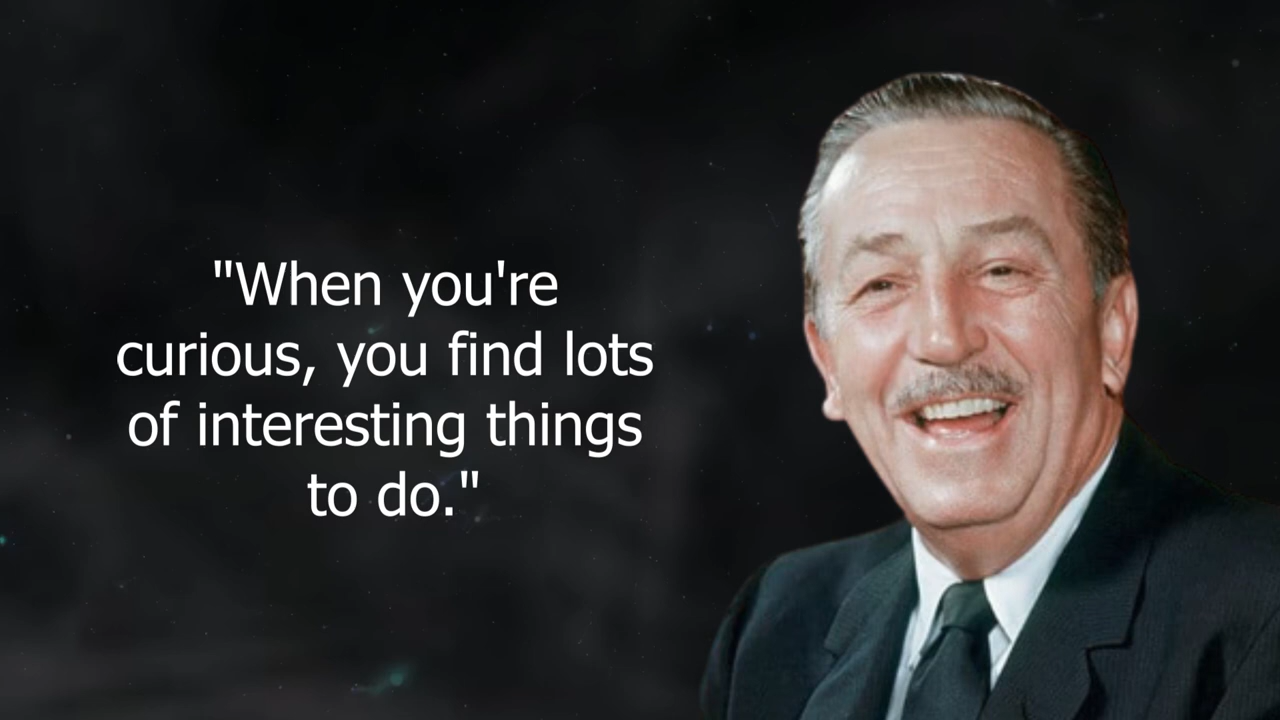 "When you're
curious, you find lots
of interesting things
to do."